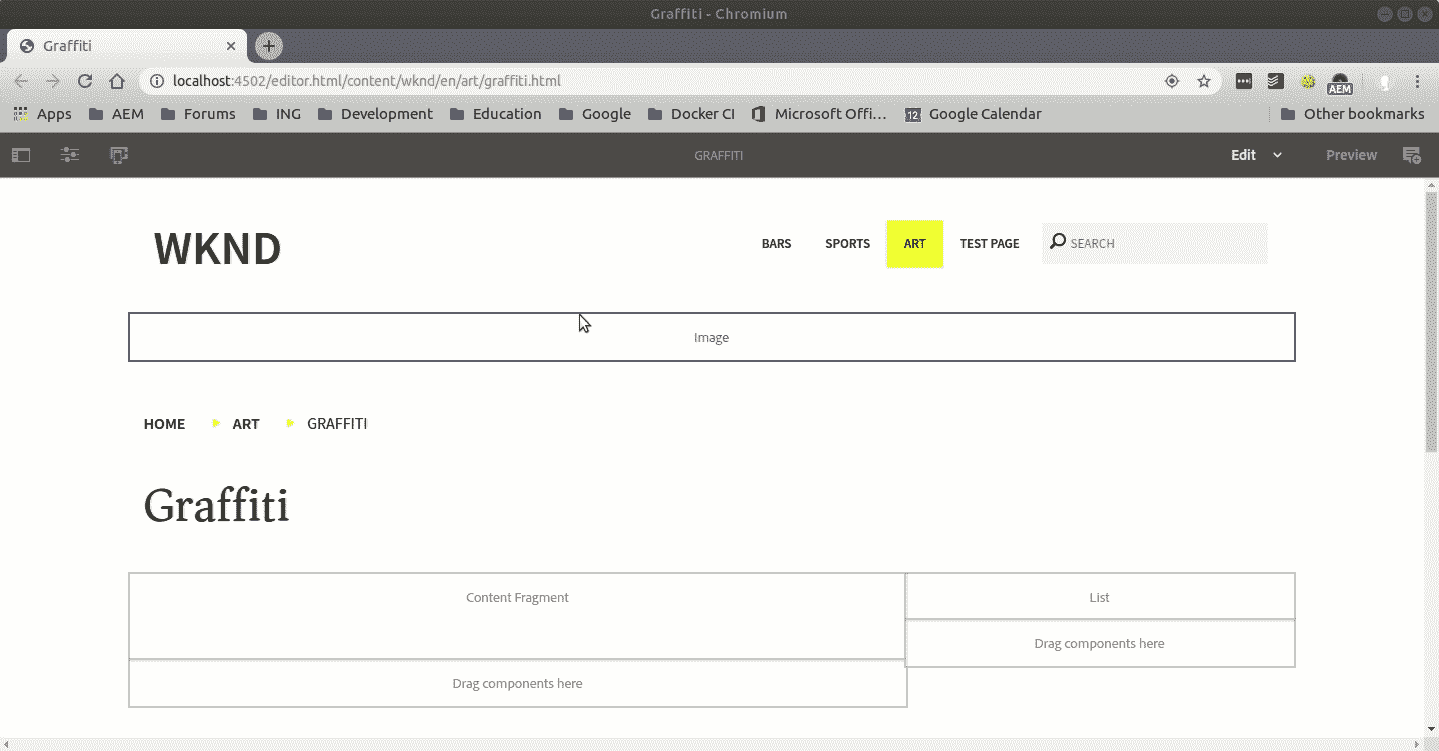 Graffiti - Chromium
Graffiti
localhost:4502/editor.html/content/wknd/en/art/graffiti.html
AEM
Apps AEM Forums ING Development Education Google Docker CI Microsoft Offi... 12 Google Calendar Other bookmarks
GRAFFITI Edit Preview
WKND BARS SPORTS ART TEST PAGE SEARCH
Image
HOME ART GRAFFITI
Graffiti
Content Fragment List
Drag components here
Drag components here